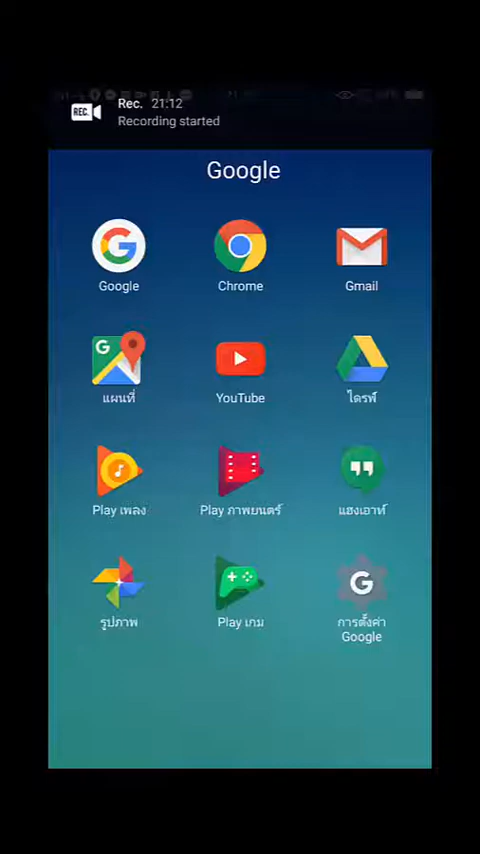 REC.
Rec. 21:12
Recording started
Google
Google
Chrome
Gmail
แผนที่
YouTube
ไดรฟ์
Play เพลง
Play ภาพยนตร์
แฮงเอาท์
รูปภาพ
Play เกม
การตั้งค่า
Google